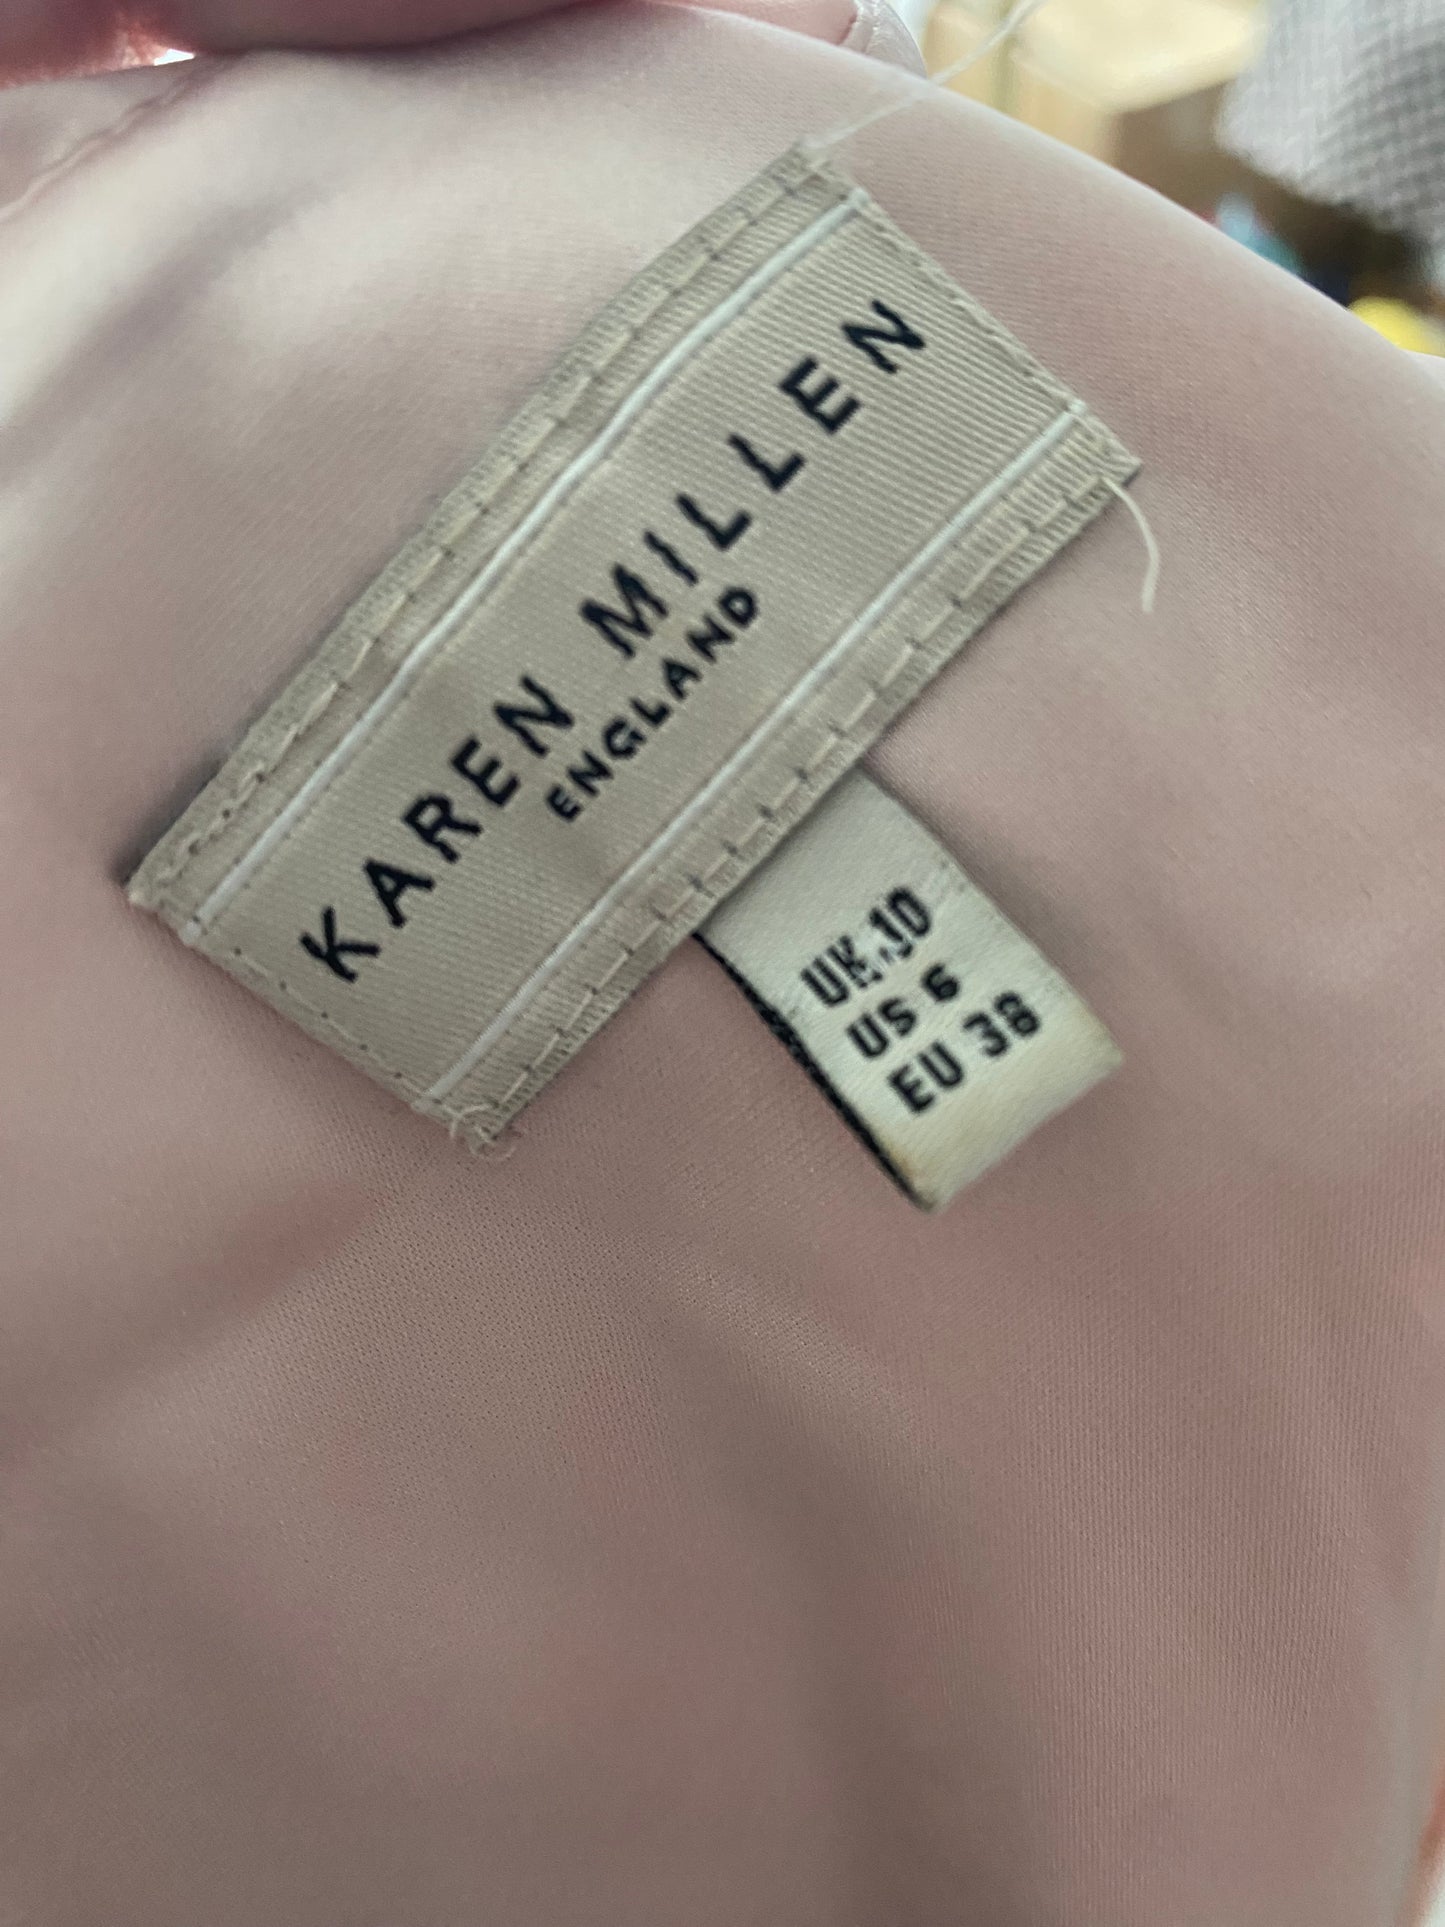 KAREN MILLEN
ENGLAND
UK 10
US 6
EU 38